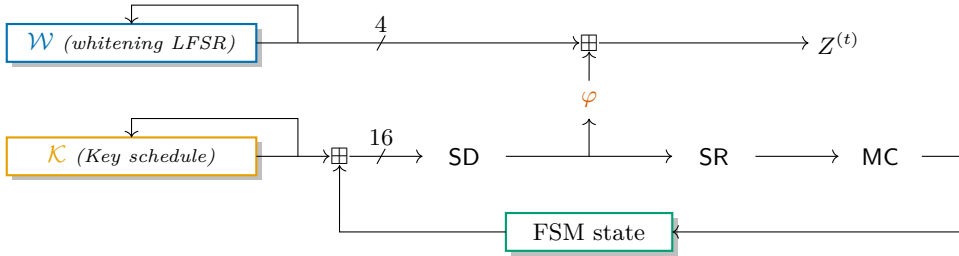 4
𝒲 (whitening LFSR)
⊞
Z^{(t)}
φ
16
𝒦 (Key schedule)
⊞
SD
SR
MC
FSM state